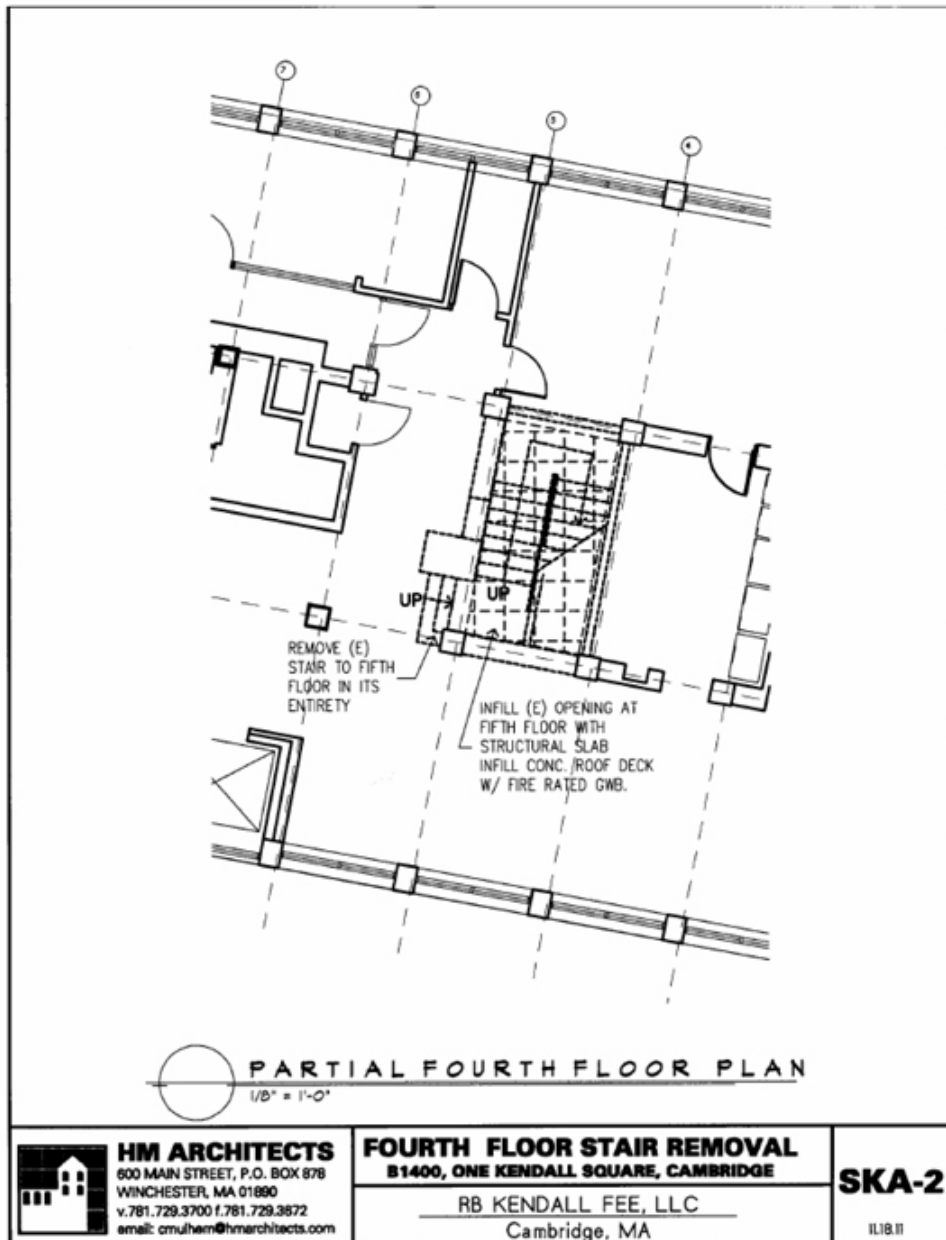 7
6
5
4
UP
UP
REMOVE (E)
STAIR TO FIFTH
FLOOR IN ITS
ENTIRETY
INFILL (E) OPENING AT
FIFTH FLOOR WITH
STRUCTURAL SLAB
INFILL CONC. ROOF DECK
W/ FIRE RATED GWB.
PARTIAL FOURTH FLOOR PLAN
1/8" = 1'-0"
HM ARCHITECTS
600 MAIN STREET, P.O. BOX 878
WINCHESTER, MA 01890
v.781.729.3700 f.781.729.3872
email: cmulhern@hmarchitects.com
FOURTH FLOOR STAIR REMOVAL
B1400, ONE KENDALL SQUARE, CAMBRIDGE
RB KENDALL FEE, LLC
Cambridge, MA
SKA-2
11.18.11